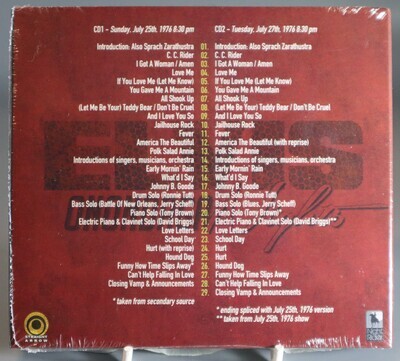 CD1 – Sunday. July 25th. 1976 8:30 pm CD2 – Tuesday. July 27th. 1976 8:30 pm
Introduction: Also Sprach Zarathustra 01. Introduction: Also Sprach Zarathustra
C. C. Rider 02. C. C. Rider
I Got A Woman / Amen 03. I Got A Woman / Amen
Love Me 04. Love Me
If You Love Me (Let Me Know) 05. If You Love Me (Let Me Know)
You Gave Me A Mountain 06. You Gave Me A Mountain
All Shook Up 07. All Shook Up
(Let Me Be Your) Teddy Bear / Don't Be Cruel 08. (Let Me Be Your) Teddy Bear / Don't Be Cruel
And I Love You So 09. And I Love You So
Jailhouse Rock 10. Jailhouse Rock
Fever 11. Fever
America The Beautiful 12. America The Beautiful (with reprise)
Polk Salad Annie 13. Polk Salad Annie
Introductions of singers, musicians, orchestra 14. Introductions of singers, musicians, orchestra
Early Mornin' Rain 15. Early Mornin' Rain
What'd I Say 16. What'd I Say
Johnny B. Goode 17. Johnny B. Goode
Drum Solo (Ronnie Tutt) 18. Drum Solo (Ronnie Tutt)
Bass Solo (Battle Of New Orleans, Jerry Scheff) 19. Bass Solo (Blues, Jerry Scheff)
Piano Solo (Tony Brown) 20. Piano Solo (Tony Brown)*
Electric Piano & Clavinet Solo (David Briggs) 21. Electric Piano & Clavinet Solo (David Briggs)**
Love Letters 22. Love Letters
School Day 23. School Day
Hurt (with reprise) 24. Hurt
Hound Dog 25. Hurt
Funny How Time Slips Away* 26. Hound Dog
Can't Help Falling In Love 27. Funny How Time Slips Away
Closing Vamp & Announcements 28. Can't Help Falling In Love
29. Closing Vamp & Announcements
* taken from secondary source
* ending spliced with July 25th, 1976 version
** taken from July 25th, 1976 show
STRAIGHT
ARROW